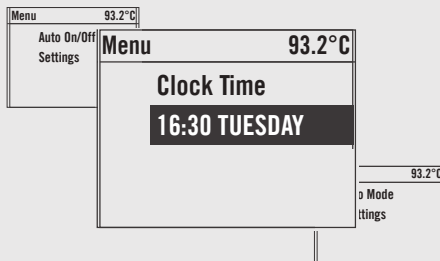 Menu 93.2°C
Auto On/Off
Settings
Menu 93.2°C
Clock Time
16:30 TUESDAY
93.2°C
Mode